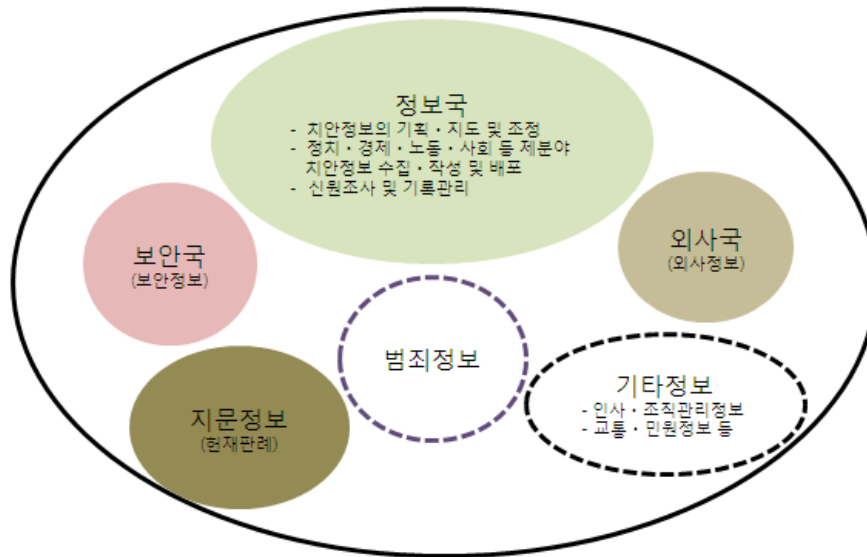 정보국
- 치안정보의 기획・지도 및 조정
- 정치・경제・노동・사회 등 제분야
치안정보 수집・작성 및 배포
- 신원조사 및 기록관리
보안국
(보안정보)
외사국
(외사정보)
범죄정보
지문정보
(헌재판례)
기타정보
- 인사・조직관리정보
- 교통・민원정보 등